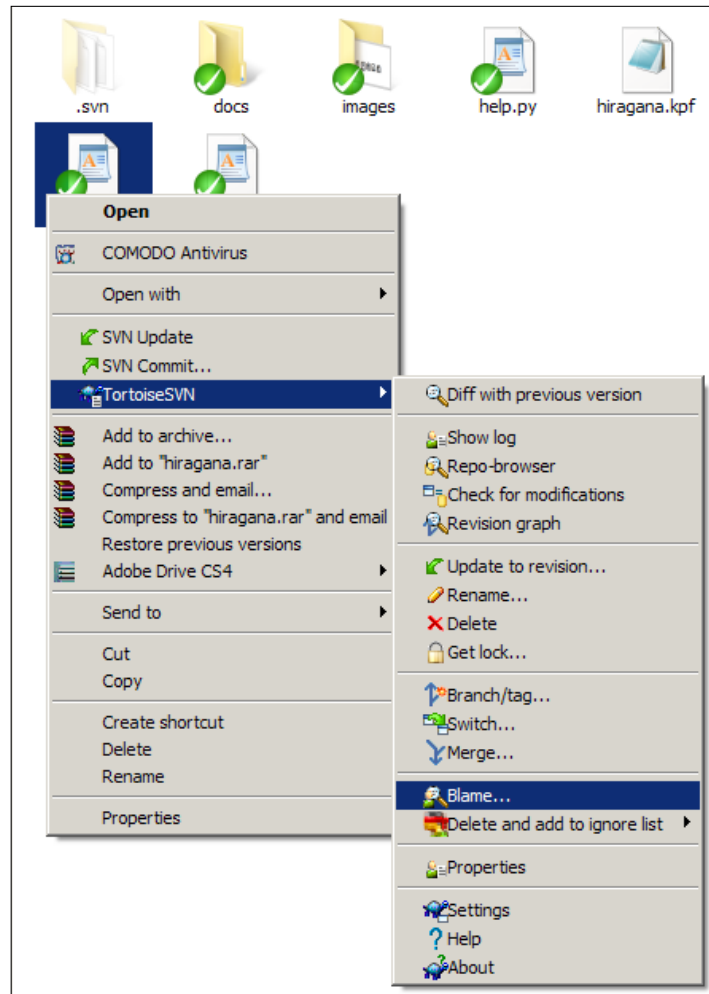 .svn
docs
images
help.py
hiragana.kpf
Open
COMODO Antivirus
Open with
SVN Update
SVN Commit...
TortoiseSVN
Add to archive...
Add to "hiragana.rar"
Compress and email...
Compress to "hiragana.rar" and email
Restore previous versions
Adobe Drive CS4
Send to
Cut
Copy
Create shortcut
Delete
Rename
Properties
Diff with previous version
Show log
Repo-browser
Check for modifications
Revision graph
Update to revision...
Rename...
Delete
Get lock...
Branch/tag...
Switch...
Merge...
Blame...
Delete and add to ignore list
Properties
Settings
Help
About